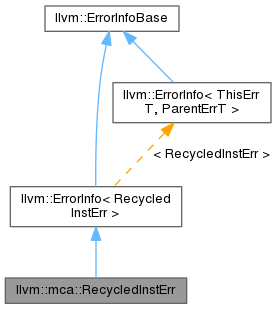 llvm::ErrorInfoBase
llvm::ErrorInfo< ThisErr
T, ParentErrT >
< RecycledInstErr >
llvm::ErrorInfo< Recycled
InstErr >
llvm::mca::RecycledInstErr